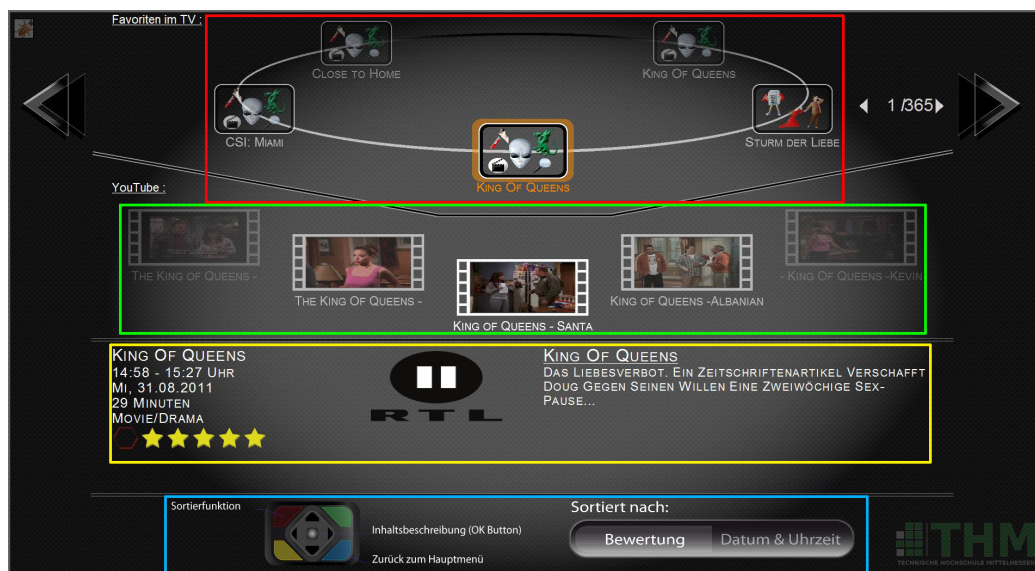 Favoriten im TV :
CLOSE TO HOME
KING OF QUEENS
CSI: MIAMI
STURM DER LIEBE
1 /365
KING OF QUEENS
YouTube :
THE KING OF QUEENS -
THE KING OF QUEENS -
KING OF QUEENS - SANTA
KING OF QUEENS -ALBANIAN
- KING OF QUEENS -KEVIN
KING OF QUEENS
14:58 - 15:27 UHR
MI, 31.08.2011
29 MINUTEN
MOVIE/DRAMA
RTL
KING OF QUEENS
DAS LIEBESVERBOT. EIN ZEITSCHRIFTENARTIKEL VERSCHAFFT
DOUG GEGEN SEINEN WILLEN EINE ZWEIWÖCHIGE SEX-
PAUSE...
Sortierfunktion
Inhaltsbeschreibung (OK Button)
Zurück zum Hauptmenü
Sortiert nach:
Bewertung
Datum & Uhrzeit
THM
TECHNISCHE HOCHSCHULE MITTELHESSEN